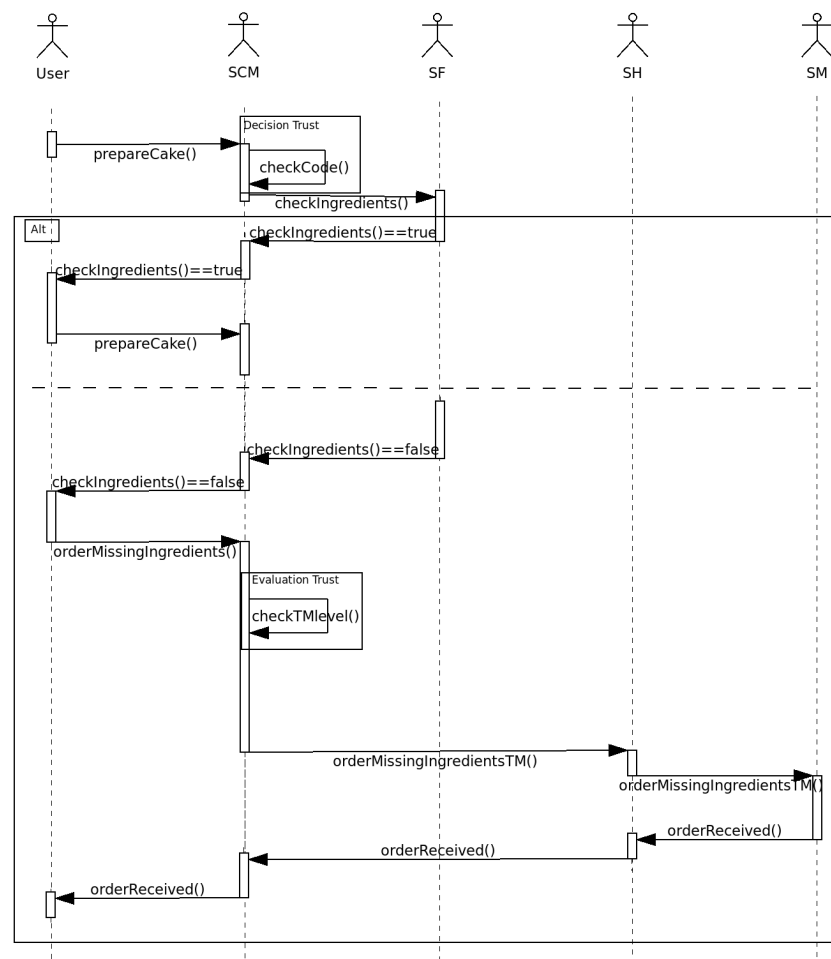 User
SCM
SF
SH
SM
Decision Trust
prepareCake()
checkCode()
checkIngredients()
Alt
checkIngredients()==true
checkIngredients()==true
prepareCake()
checkIngredients()==false
checkIngredients()==false
orderMissingIngredients()
Evaluation Trust
checkTMlevel()
orderMissingIngredientsTM()
orderMissingIngredientsTM()
orderReceived()
orderReceived()
orderReceived()